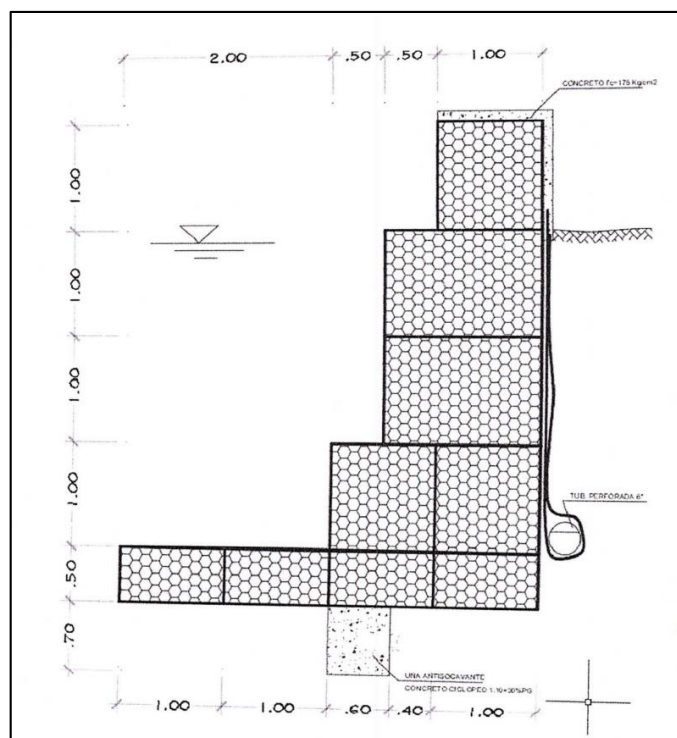 2.00 .50 .50 1.00
CONCRETO Fc=175 Kg/cm2
1.00
1.00
1.00
1.00
.50
.70
TUB. PERFORADA 6"
UNA ANTISOCAVANTE
CONCRETO CICLOPEO 1:10+30%PG
1.00 1.00 .60 .40 1.00